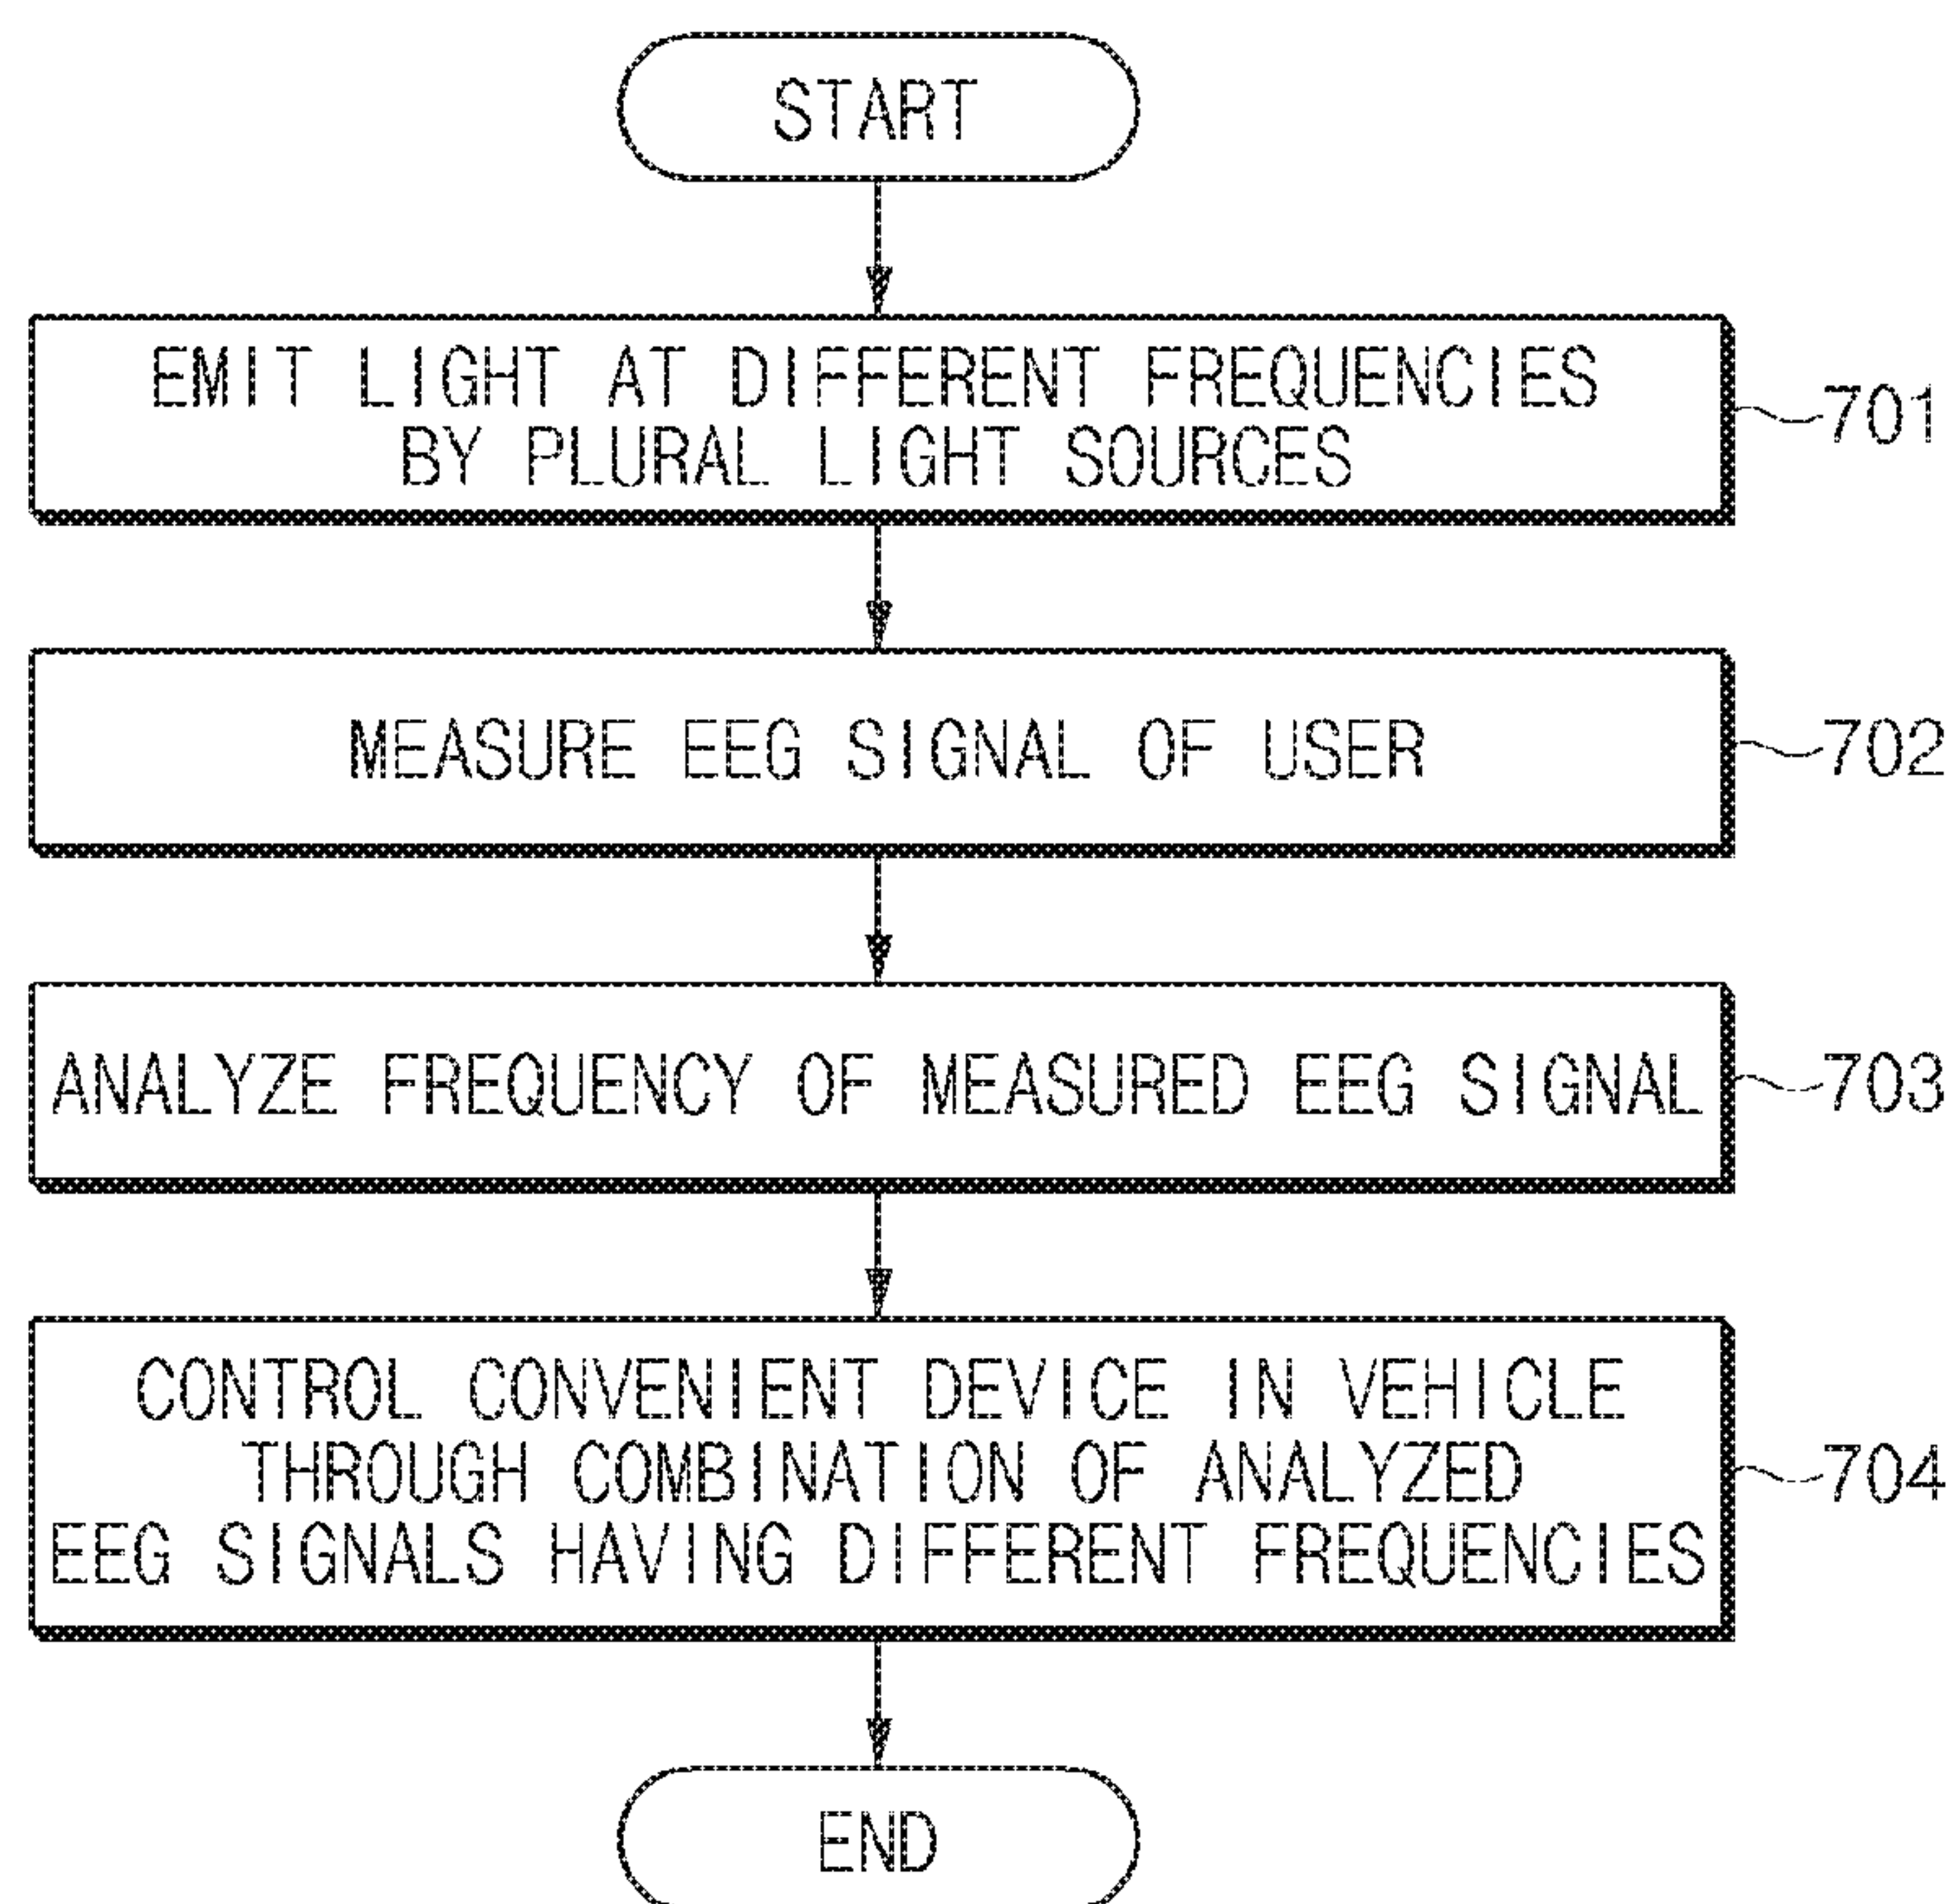 START
EMIT LIGHT AT DIFFERENT FREQUENCIES
BY PLURAL LIGHT SOURCES
701
MEASURE EEG SIGNAL OF USER
702
ANALYZE FREQUENCY OF MEASURED EEG SIGNAL
703
CONTROL CONVENIENT DEVICE IN VEHICLE
THROUGH COMBINATION OF ANALYZED
EEG SIGNALS HAVING DIFFERENT FREQUENCIES
704
END